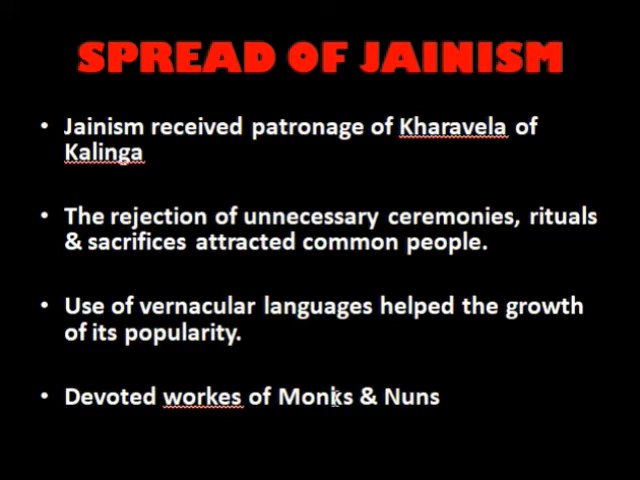 SPREAD OF JAINISM
• Jainism received patronage of Kharavela of
Kalinga
• The rejection of unnecessary ceremonies, rituals
& sacrifices attracted common people.
• Use of vernacular languages helped the growth
of its popularity.
• Devoted workes of Monks & Nuns